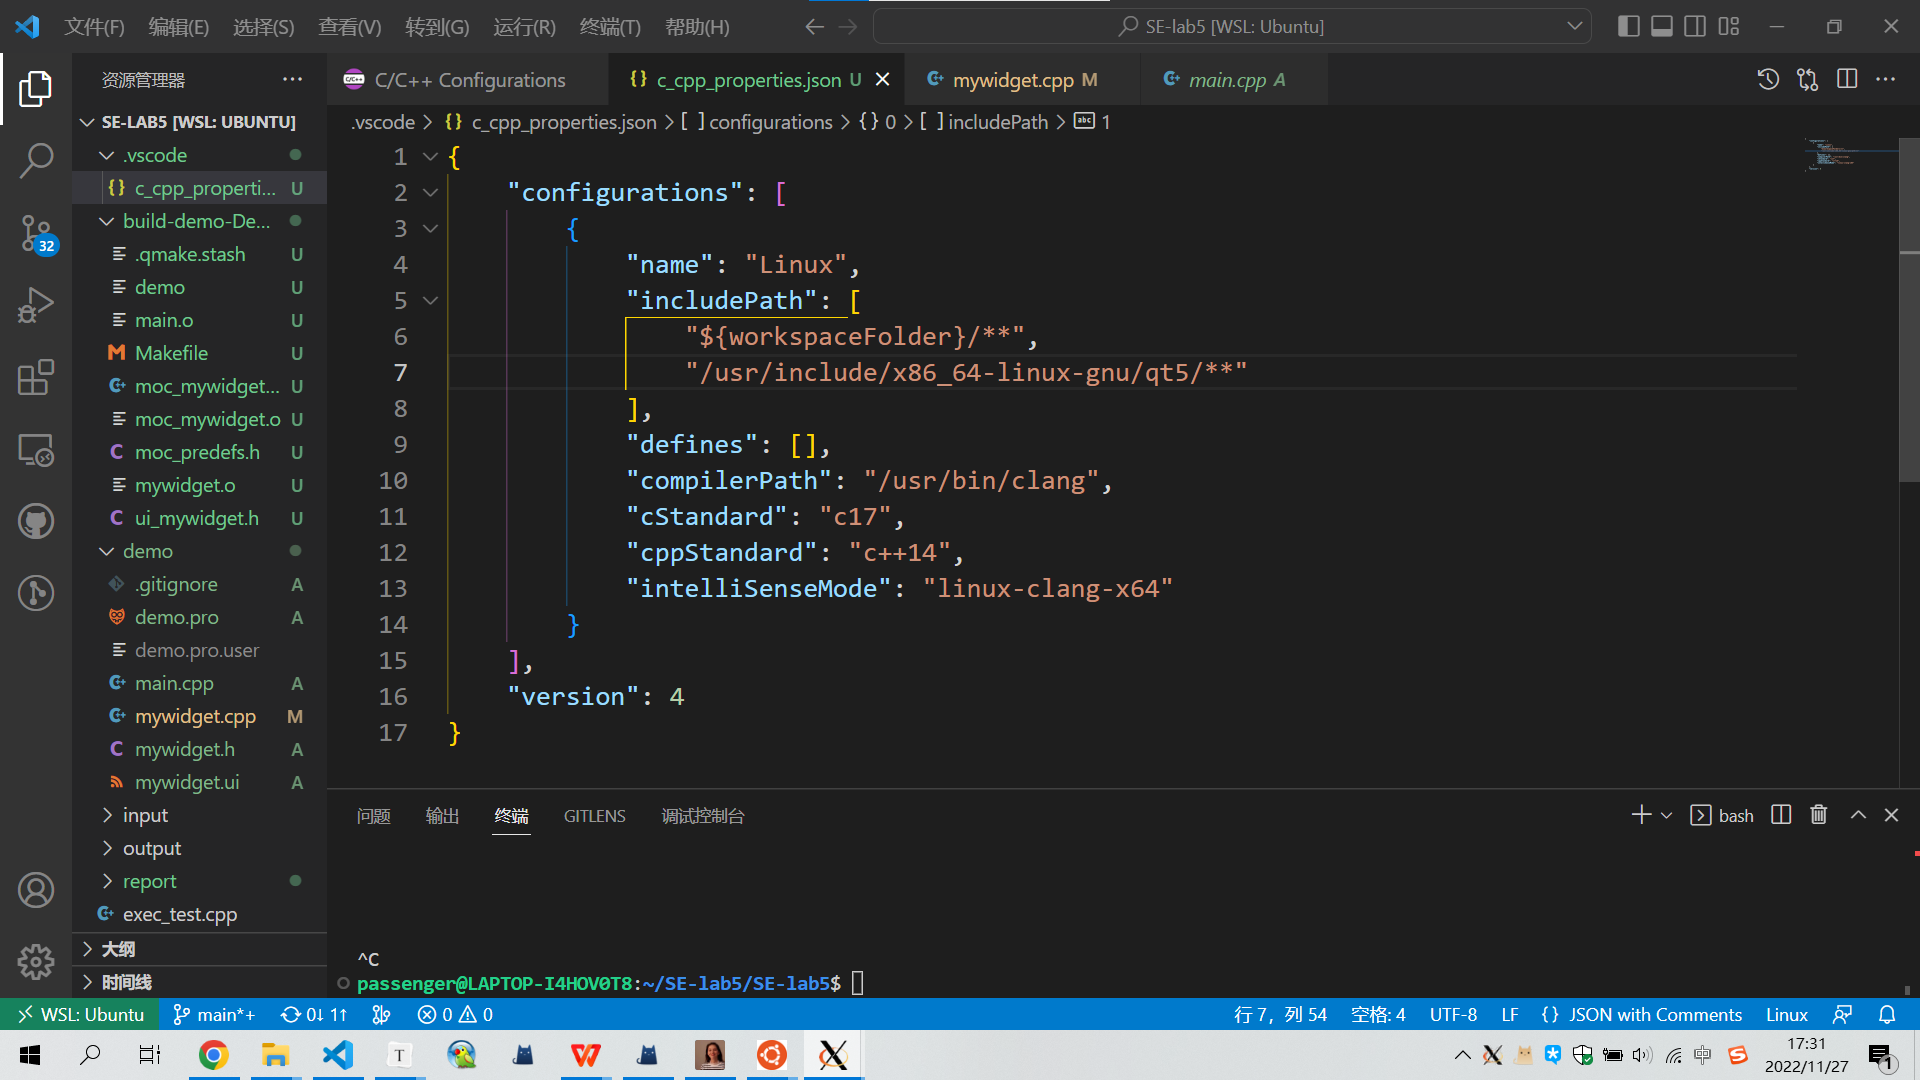 文件(F) 编辑(E) 选择(S) 查看(V) 转到(G) 运行(R) 终端(T) 帮助(H)
SE-lab5 [WSL: Ubuntu]
资源管理器
C/C++ Configurations
c_cpp_properties.json U
mywidget.cpp M
main.cpp A
SE-LAB5 [WSL: UBUNTU]
.vscode
c_cpp_properti... U
build-demo-De...
.qmake.stash U
demo U
main.o U
Makefile U
moc_mywidget... U
moc_mywidget.o U
moc_predefs.h U
mywidget.o U
ui_mywidget.h U
demo
.gitignore A
demo.pro A
demo.pro.user
main.cpp A
mywidget.cpp M
mywidget.h A
mywidget.ui A
input
output
report
exec_test.cpp
大纲
时间线
32
.vscode > {} c_cpp_properties.json > [ ] configurations > {} 0 > [ ] includePath > abc 1
1 {
2 "configurations": [
3 {
4 "name": "Linux",
5 "includePath": [
6 "${workspaceFolder}/**",
7 "/usr/include/x86_64-linux-gnu/qt5/**"
8 ],
9 "defines": [],
10 "compilerPath": "/usr/bin/clang",
11 "cStandard": "c17",
12 "cppStandard": "c++14",
13 "intelliSenseMode": "linux-clang-x64"
14 }
15 ],
16 "version": 4
17 }
问题 输出 终端 GITLENS 调试控制台
bash
^C
passenger@LAPTOP-I4HOV0T8:~/SE-lab5/SE-lab5$
WSL: Ubuntu main*+ 0↓ 1↑ 0 0
行 7，列 54 空格: 4 UTF-8 LF {} JSON with Comments Linux
T
中
17:31
2022/11/27
1